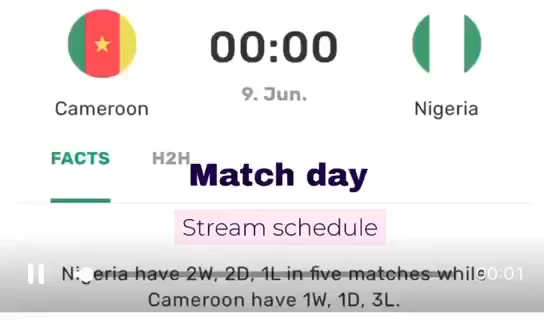 00:00
9. Jun.
Cameroon
Nigeria
FACTS
H2H
Match day
Stream schedule
Nigeria have 2W, 2D, 1L in five matches while
00:01
Cameroon have 1W, 1D, 3L.